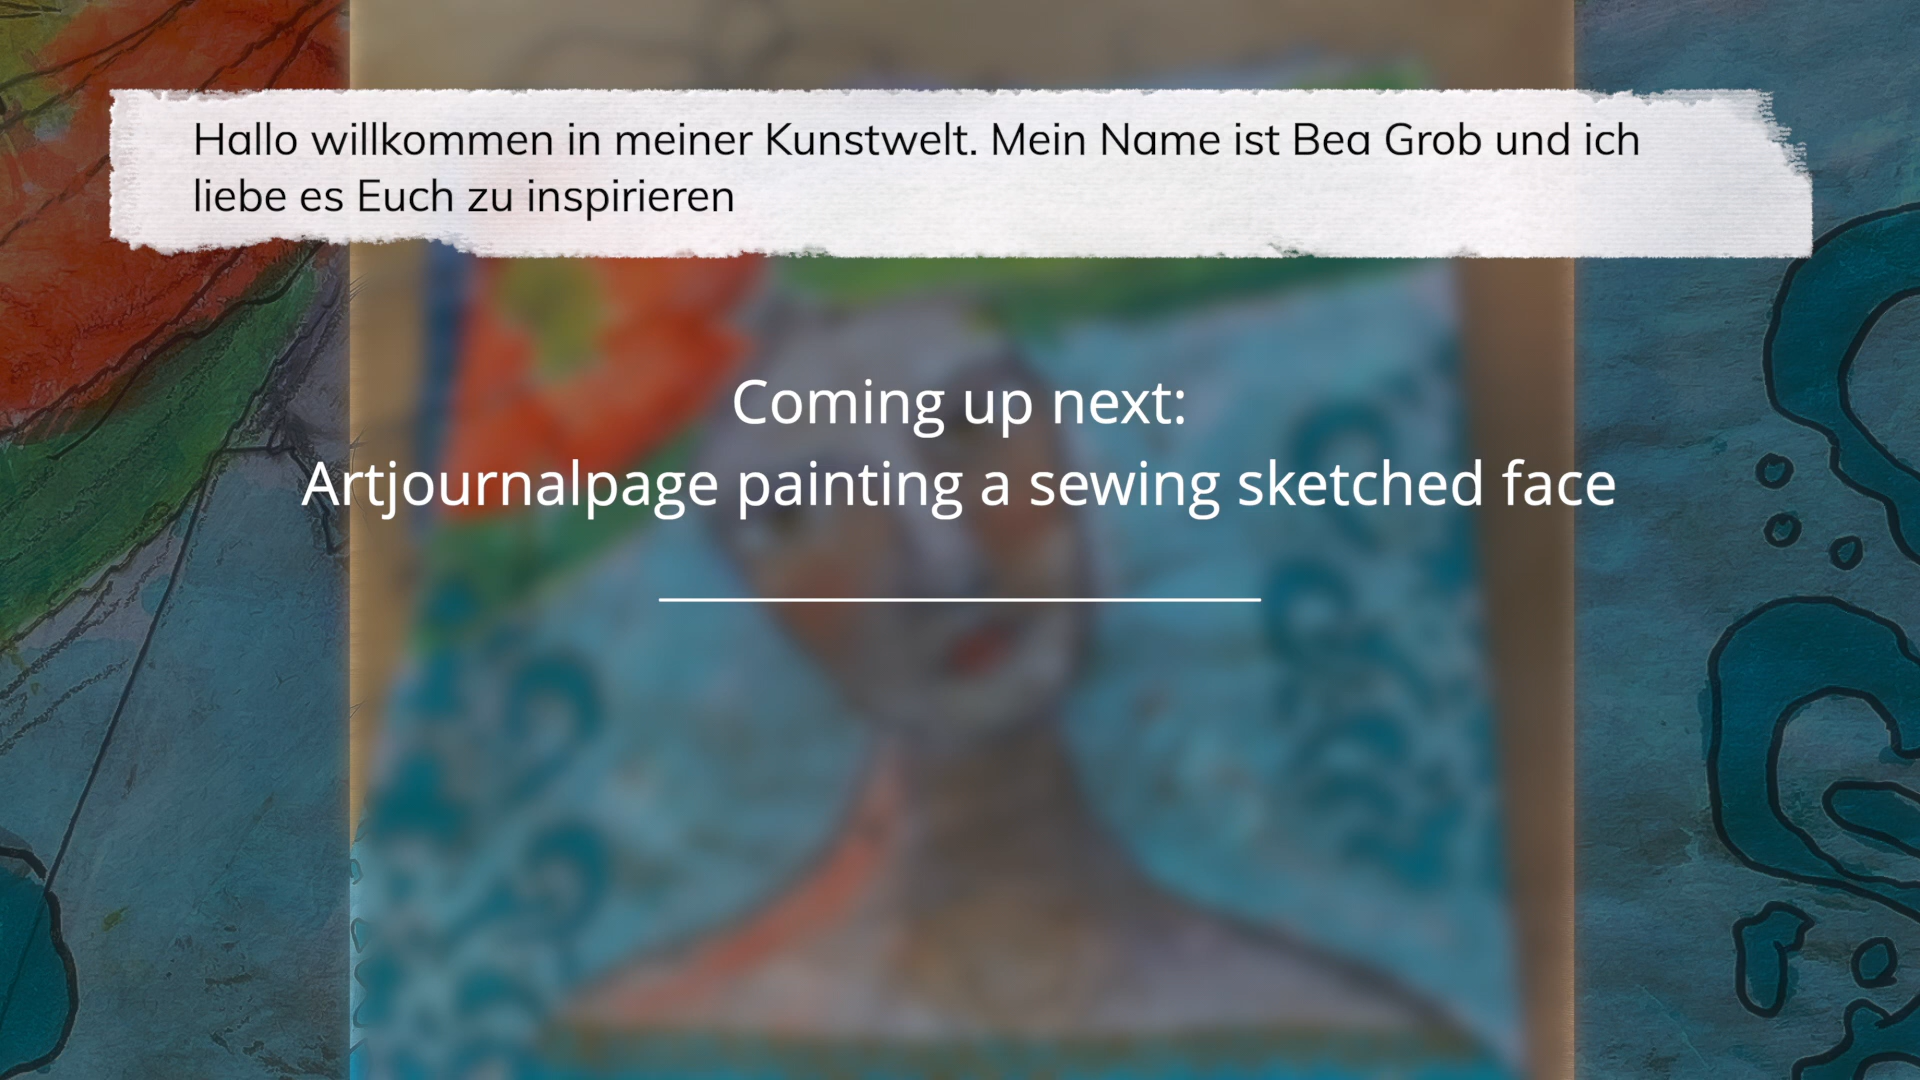 Hallo willkommen in meiner Kunstwelt. Mein Name ist Bea Grob und ich
liebe es Euch zu inspirieren
Coming up next:
Artjournalpage painting a sewing sketched face